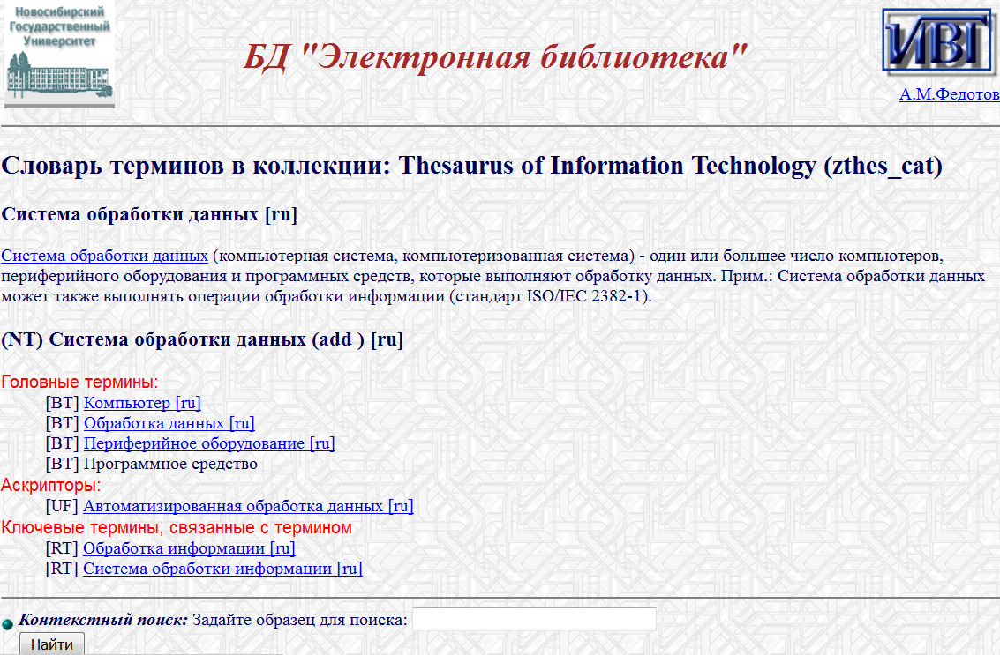 Новосибирский
Государственный
Университет
БД "Электронная библиотека"
ИВТ
А.М.Федотов
Словарь терминов в коллекции: Thesaurus of Information Technology (zthes_cat)
Система обработки данных [ru]
Система обработки данных (компьютерная система, компьютеризованная система) - один или большее число компьютеров,
периферийного оборудования и программных средств, которые выполняют обработку данных. Прим.: Система обработки данных
может также выполнять операции обработки информации (стандарт ISO/IEC 2382-1).
(NT) Система обработки данных (add ) [ru]
Головные термины:
[BT] Компьютер [ru]
[BT] Обработка данных [ru]
[BT] Периферийное оборудование [ru]
[BT] Программное средство
Аскрипторы:
[UF] Автоматизированная обработка данных [ru]
Ключевые термины, связанные с термином
[RT] Обработка информации [ru]
[RT] Система обработки информации [ru]
Контекстный поиск: Задайте образец для поиска:
Найти